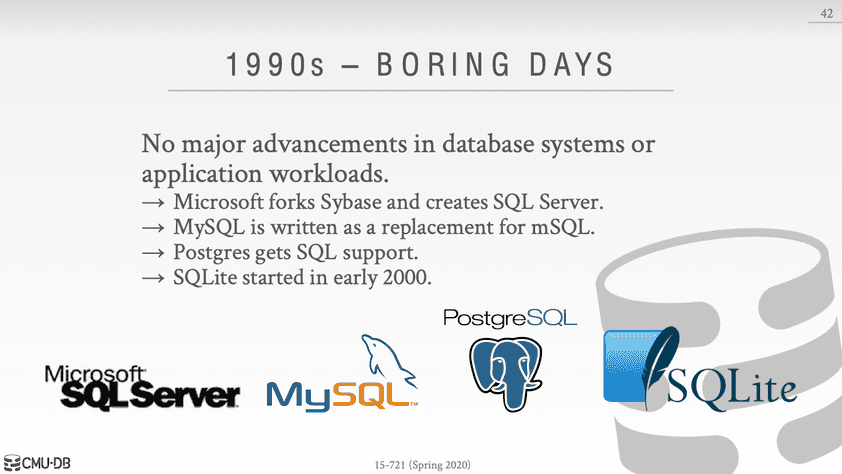 42
1990s – BORING DAYS
No major advancements in database systems or
application workloads.
→ Microsoft forks Sybase and creates SQL Server.
→ MySQL is written as a replacement for mSQL.
→ Postgres gets SQL support.
→ SQLite started in early 2000.
PostgreSQL
Microsoft
SQL Server
MySQL™
SQLite
CMU·DB
15-721 (Spring 2020)